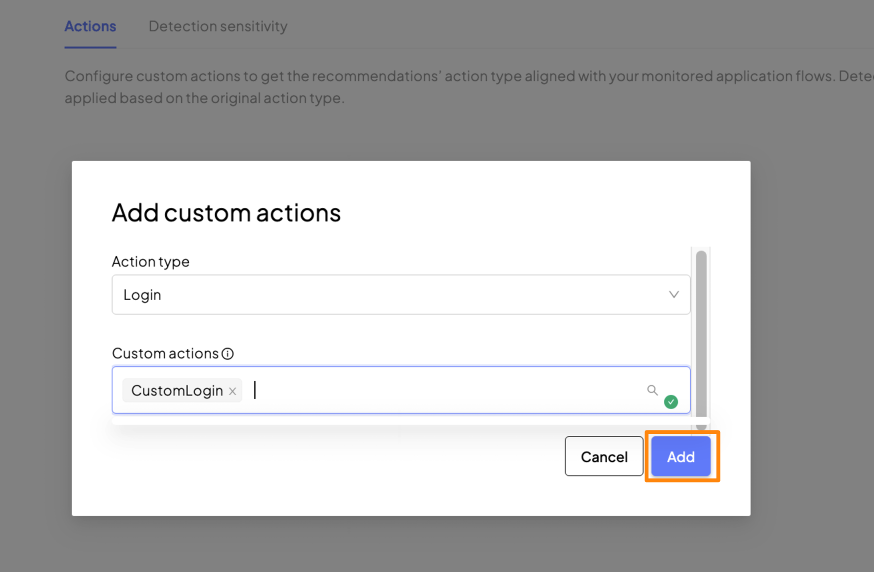 Actions Detection sensitivity
Configure custom actions to get the recommendations' action type aligned with your monitored application flows. Dete
applied based on the original action type.
Add custom actions
Action type
Login
Custom actions
CustomLogin
Cancel Add